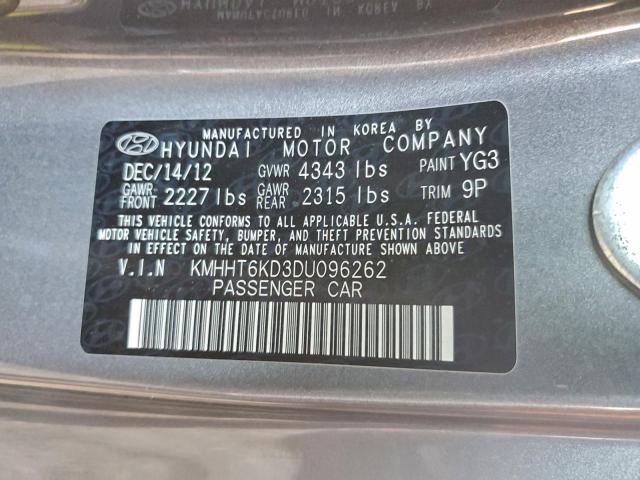 MANUFACTURED IN KOREA BY
HYUNDAI MOTOR COMPANY
DEC/14/12 GVWR 4343 lbs PAINT YG3
GAWR FRONT 2227 lbs GAWR REAR 2315 lbs TRIM 9P
THIS VEHICLE CONFORMS TO ALL APPLICABLE U.S.A. FEDERAL
MOTOR VEHICLE SAFETY, BUMPER, AND THEFT PREVENTION STANDARDS
IN EFFECT ON THE DATE OF MANUFACTURE SHOWN ABOVE
V.I.N KMHHT6KD3DU096262
PASSENGER CAR